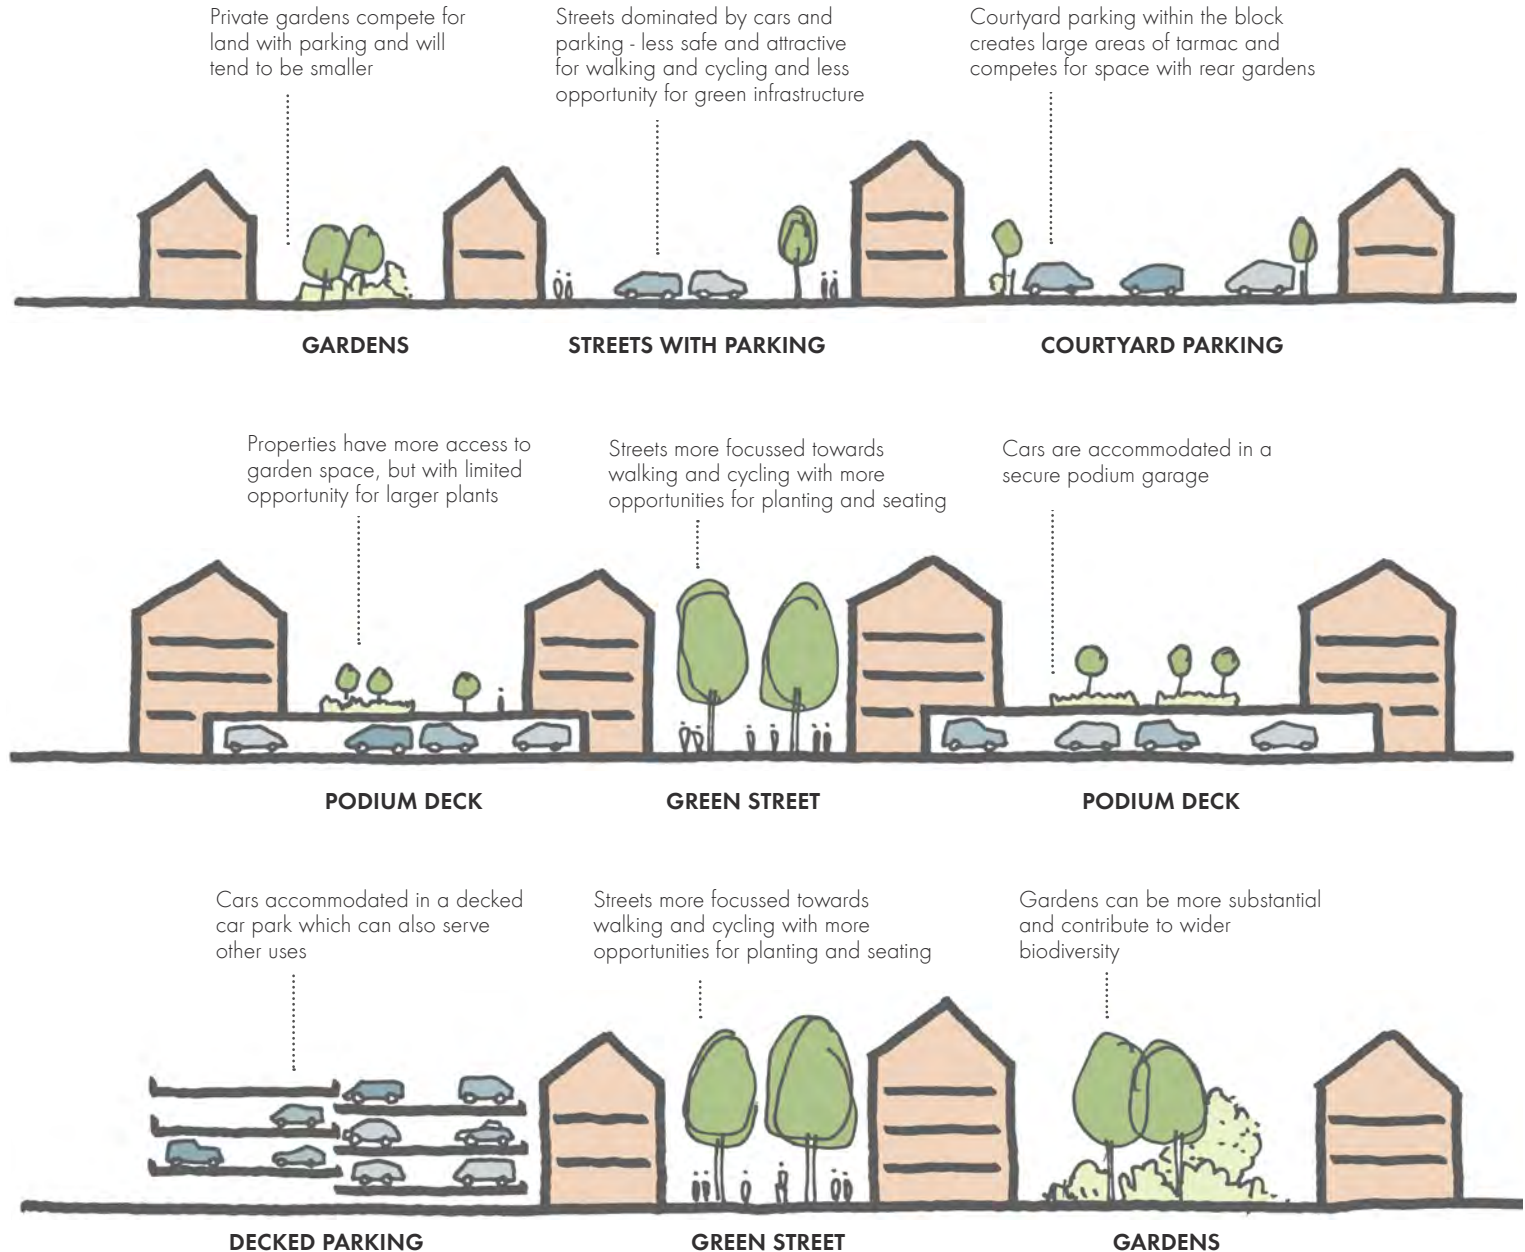 Private gardens compete for
land with parking and will
tend to be smaller
Streets dominated by cars and
parking - less safe and attractive
for walking and cycling and less
opportunity for green infrastructure
Courtyard parking within the block
creates large areas of tarmac and
competes for space with rear gardens
GARDENS
STREETS WITH PARKING
COURTYARD PARKING
Properties have more access to
garden space, but with limited
opportunity for larger plants
Streets more focussed towards
walking and cycling with more
opportunities for planting and seating
Cars are accommodated in a
secure podium garage
PODIUM DECK
GREEN STREET
PODIUM DECK
Cars accommodated in a decked
car park which can also serve
other uses
Streets more focussed towards
walking and cycling with more
opportunities for planting and seating
Gardens can be more substantial
and contribute to wider
biodiversity
DECKED PARKING
GREEN STREET
GARDENS